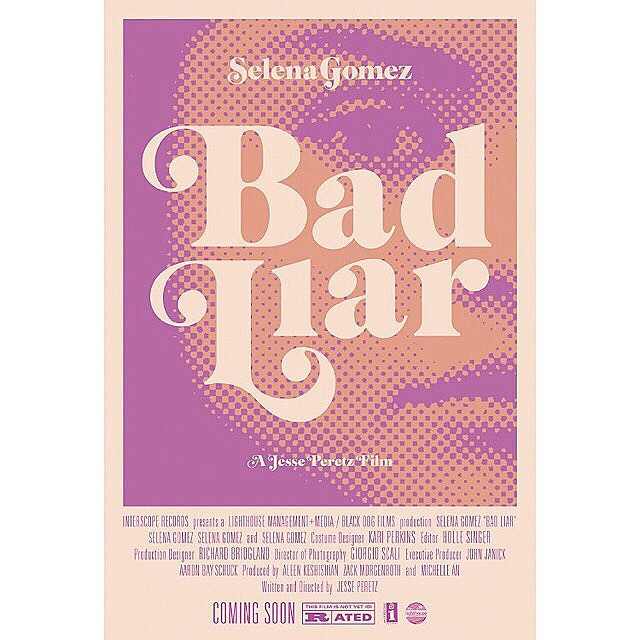 Selena Gomez
Bad
Liar
A Jesse Peretz Film
INTERSCOPE RECORDS presents a LIGHTHOUSE MANAGEMENT+MEDIA / BLACK DOG FILMS production SELENA GOMEZ "BAD LIAR"
SELENA GOMEZ SELENA GOMEZ and SELENA GOMEZ Costume Designer KARI PERKINS Editor HOLLE SINGER
Production Designer RICHARD BRIDGLAND Director of Photography GIORGIO SCALI Executive Producer JOHN JANICK
AARON BAY SCHUCK Produced by ALEEN KESHISHIAN ZACK MORGENROTH and MICHELLE AN
Written and Directed by JESSE PERETZ
COMING SOON
THIS FILM IS NOT YET
R ATED
i
lighthouse